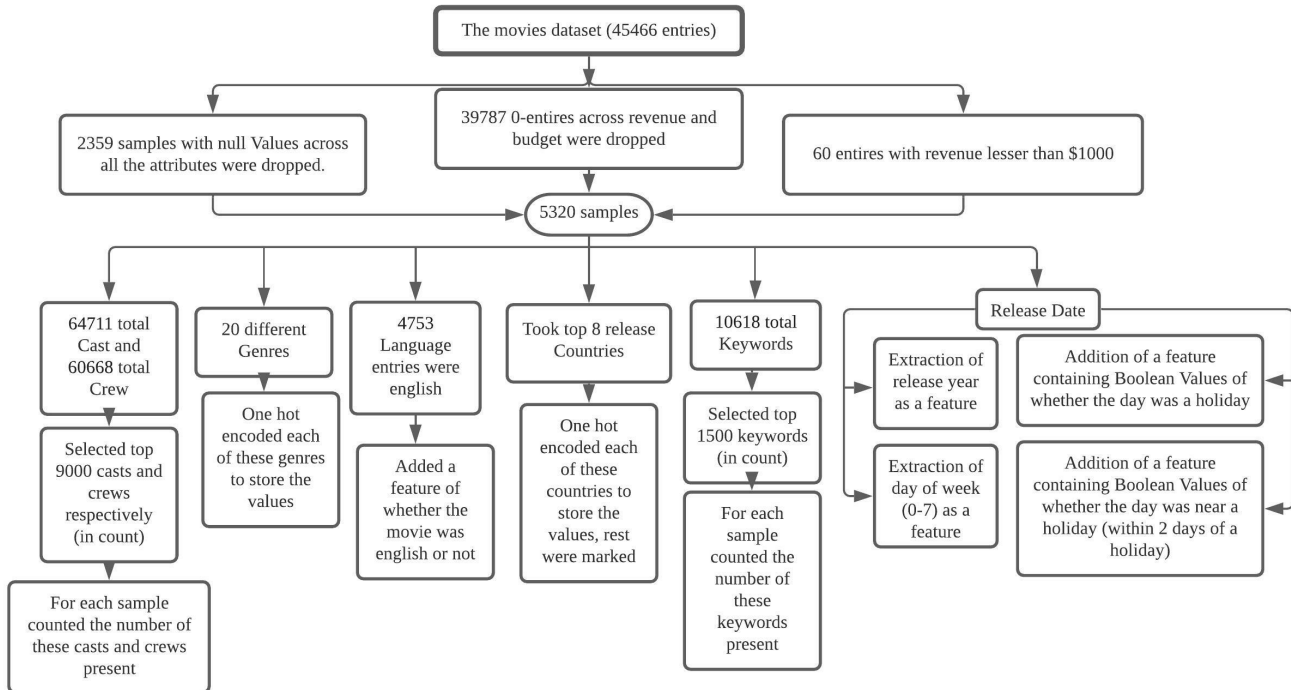 The movies dataset (45466 entries)
2359 samples with null Values across
all the attributes were dropped.
39787 0-entires across revenue and
budget were dropped
60 entires with revenue lesser than $1000
5320 samples
64711 total
Cast and
60668 total
Crew
Selected top
9000 casts and
crews
respectively
(in count)
For each sample
counted the number of
these casts and crews
present
20 different
Genres
One hot
encoded each
of these genres
to store the
values
4753
Language
entries were
english
Added a
feature of
whether the
movie was
english or not
Took top 8 release
Countries
One hot
encoded each
of these
countries to
store the
values, rest
were marked
10618 total
Keywords
Selected top
1500 keywords
(in count)
For each
sample
counted the
number of
these
keywords
present
Release Date
Extraction of
release year
as a feature
Extraction of
day of week
(0-7) as a
feature
Addition of a feature
containing Boolean Values of
whether the day was a holiday
Addition of a feature
containing Boolean Values of
whether the day was near a
holiday (within 2 days of a
holiday)